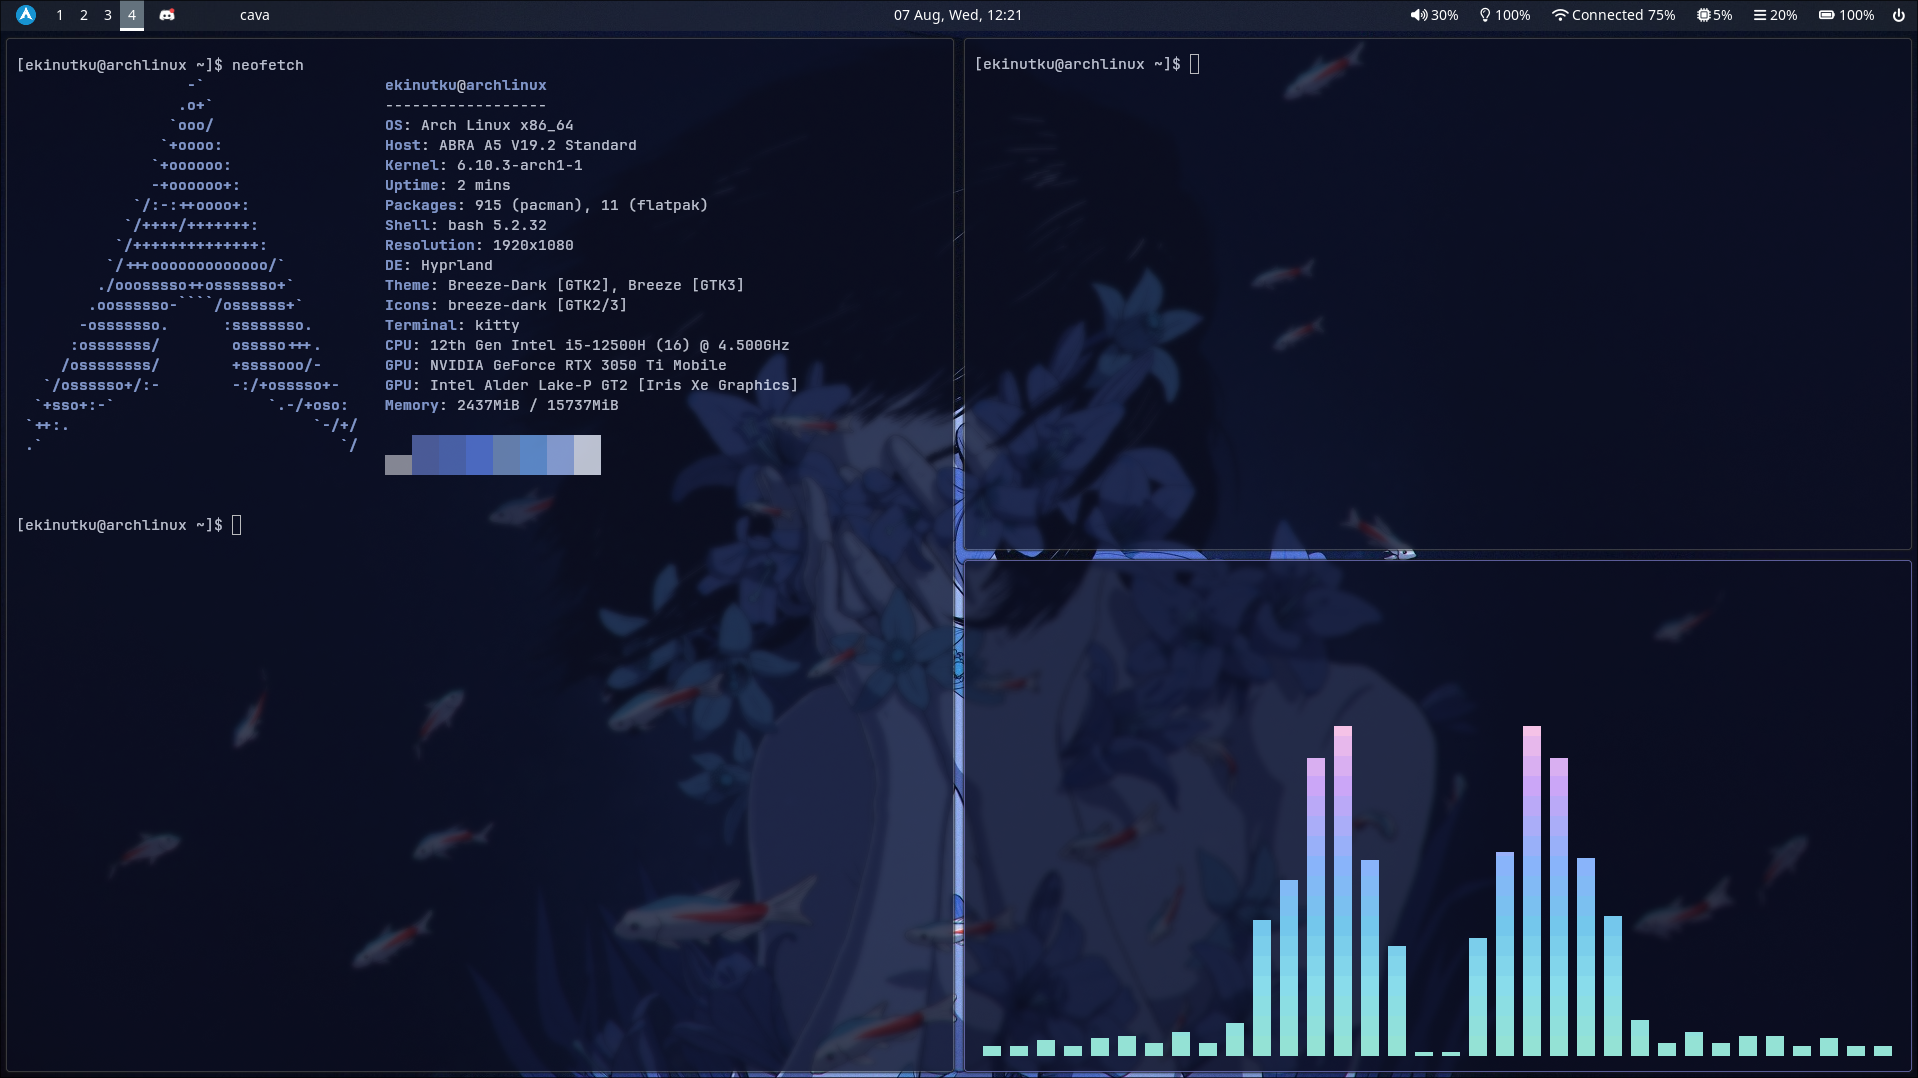 1 2 3 4 cava 07 Aug, Wed, 12:21 30% 100% Connected 75% 5% 20% 100%
[ekinutku@archlinux ~]$ neofetch
-`
.o+`
`ooo/
`+oooo:
`+oooooo:
-+oooooo+:
`/:-:++oooo+:
`/++++/+++++++:
`/++++++++++++++:
`/+++ooooooooooooo/`
./ooosssso++osssssso+`
.oossssso-````/ossssss+`
-osssssso.      :ssssssso.
:osssssss/        osssso+++.
/ossssssss/        +ssssooo/-
`/ossssso+/:-        -:/+osssso+-
`+sso+:-`                 `.-/+oso:
`++:.                           `-/+/
.`                                 `/
ekinutku@archlinux
------------------
OS: Arch Linux x86_64
Host: ABRA A5 V19.2 Standard
Kernel: 6.10.3-arch1-1
Uptime: 2 mins
Packages: 915 (pacman), 11 (flatpak)
Shell: bash 5.2.32
Resolution: 1920x1080
DE: Hyprland
Theme: Breeze-Dark [GTK2], Breeze [GTK3]
Icons: breeze-dark [GTK2/3]
Terminal: kitty
CPU: 12th Gen Intel i5-12500H (16) @ 4.500GHz
GPU: NVIDIA GeForce RTX 3050 Ti Mobile
GPU: Intel Alder Lake-P GT2 [Iris Xe Graphics]
Memory: 2437MiB / 15737MiB
[ekinutku@archlinux ~]$
[ekinutku@archlinux ~]$